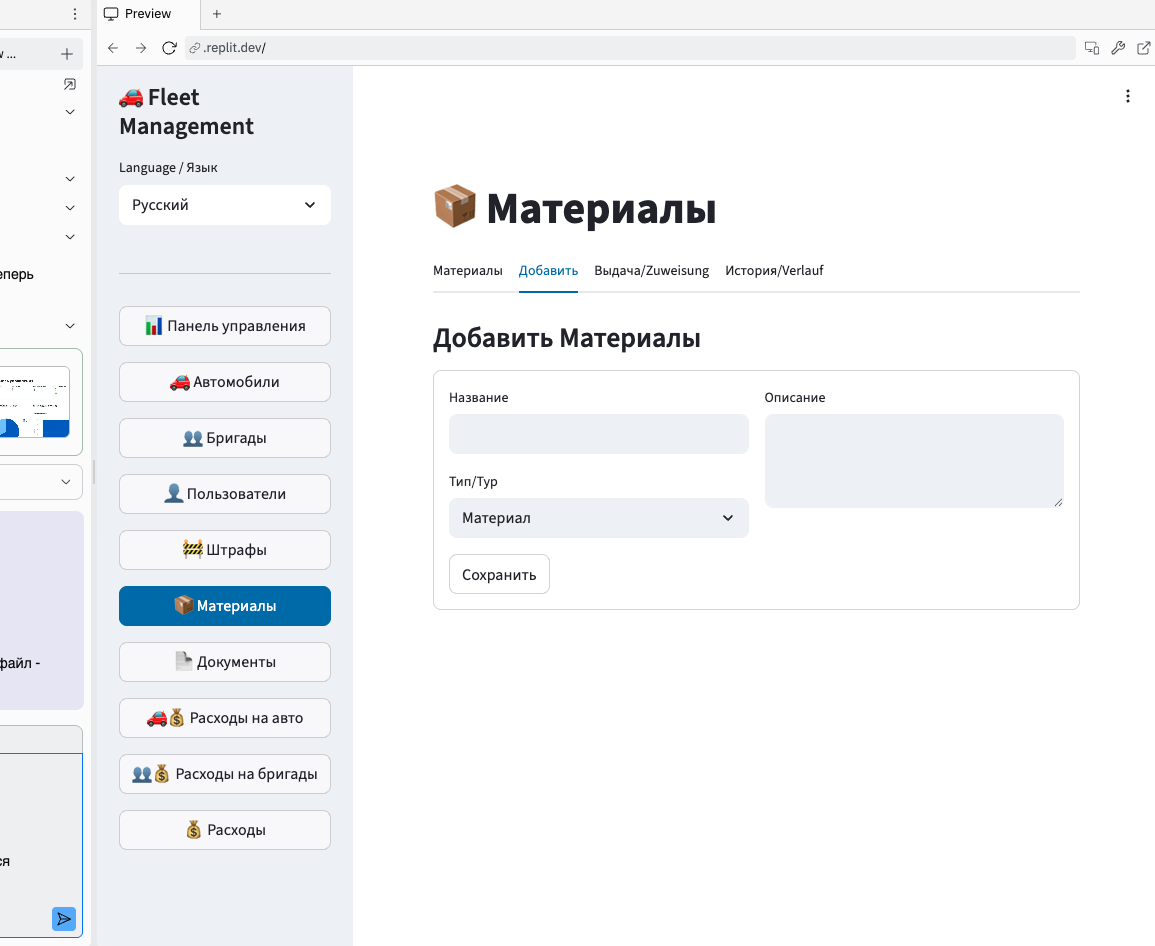 Preview
.replit.dev/
Fleet
Management
Language / Язык
Русский
Панель управления
Автомобили
Бригады
Пользователи
Штрафы
Материалы
Документы
Расходы на авто
Расходы на бригады
Расходы
Материалы
Материалы
Добавить
Выдача/Zuweisung
История/Verlauf
Добавить Материалы
Название
Описание
Тип/Typ
Материал
Сохранить
файл -